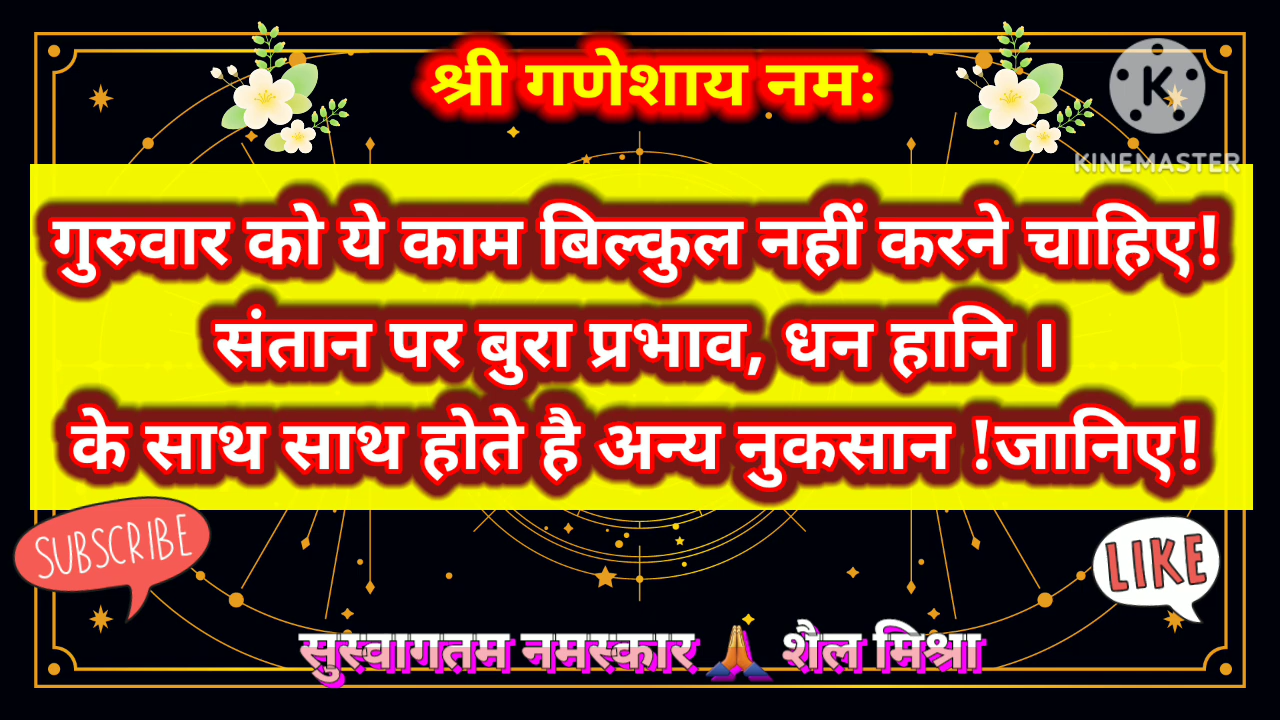 श्री गणेशाय नमः
K
KINEMASTER
गुरुवार को ये काम बिल्कुल नहीं करने चाहिए!
संतान पर बुरा प्रभाव, धन हानि ।
के साथ साथ होते है अन्य नुकसान !जानिए!
SUBSCRIBE
LIKE
सुस्वागतम नमस्कार 🙏 शैल मिश्रा